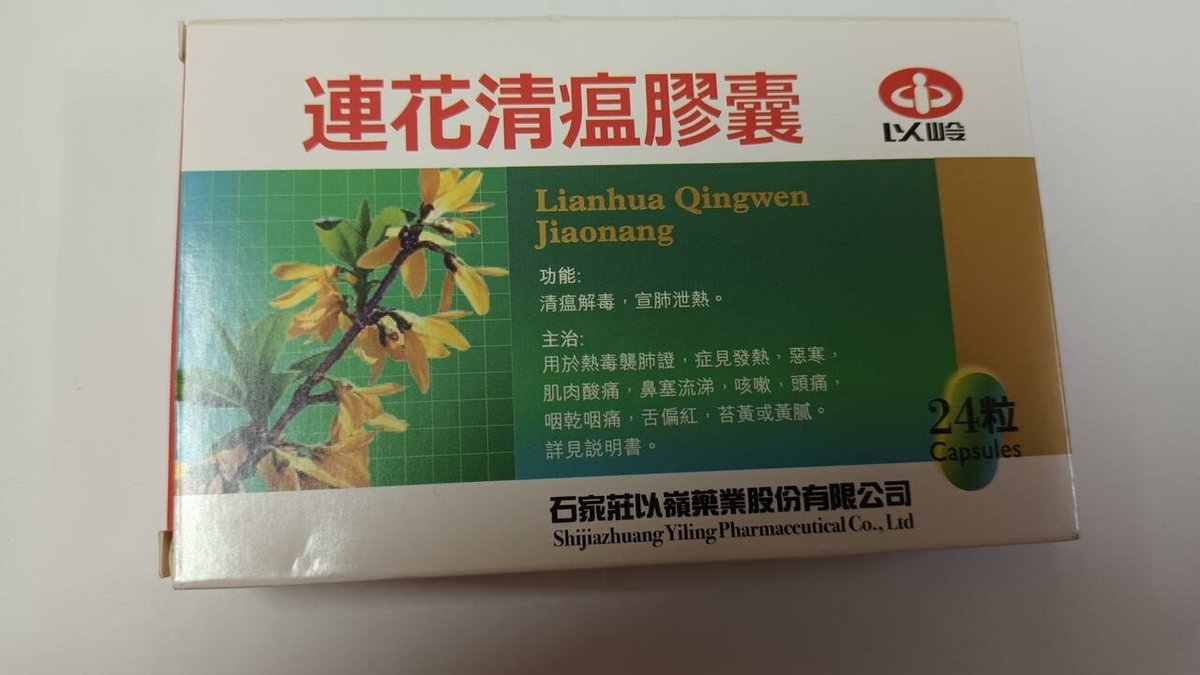 連花清瘟膠囊
以岭
Lianhua Qingwen
Jiaonang
功能:
清瘟解毒，宣肺泄熱。
主治:
用於熱毒襲肺證，症見發熱，惡寒，
肌肉酸痛，鼻塞流涕，咳嗽，頭痛，
咽乾咽痛，舌偏紅，苔黃或黃膩。
詳見説明書。
24粒
Capsules
石家莊以嶺藥業股份有限公司
Shijiazhuang Yiling Pharmaceutical Co., Ltd